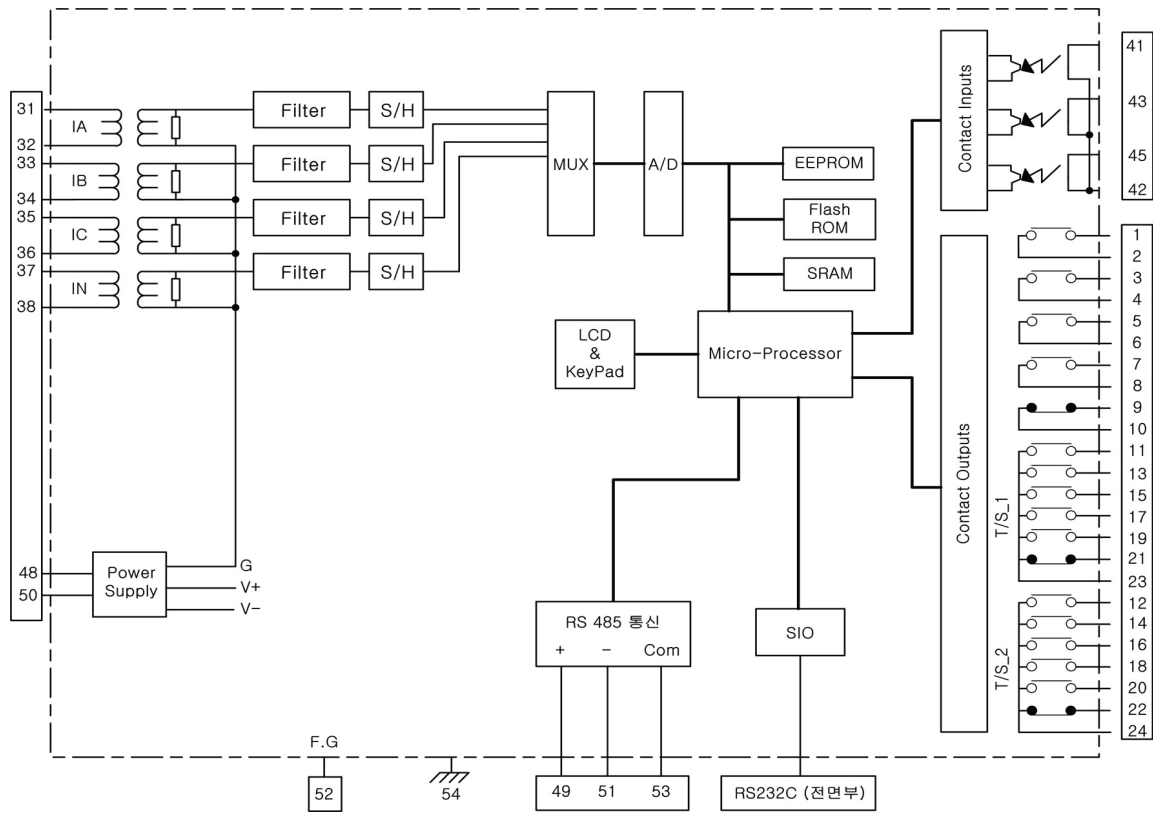 31
32
33
34
35
36
37
38
48
50
IA
IB
IC
IN
Filter
S/H
Filter
S/H
Filter
S/H
Filter
S/H
MUX
A/D
EEPROM
Flash
ROM
SRAM
LCD
&
KeyPad
Micro-Processor
Power
Supply
G
V+
V-
RS 485 통신
+ - Com
SIO
F.G
52
54
49 51 53
RS232C (전면부)
Contact Inputs
Contact Outputs
T/S_1
T/S_2
41
43
45
42
1
2
3
4
5
6
7
8
9
10
11
13
15
17
19
21
23
12
14
16
18
20
22
24